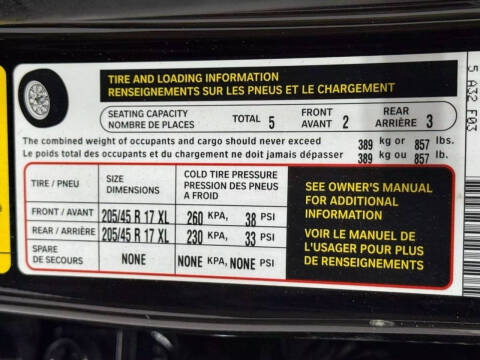 TIRE AND LOADING INFORMATION
RENSEIGNEMENTS SUR LES PNEUS ET LE CHARGEMENT
SEATING CAPACITY
NOMBRE DE PLACES
TOTAL 5
FRONT
AVANT 2
REAR
ARRIÈRE 3
The combined weight of occupants and cargo should never exceed 389 kg or 857 lbs.
Le poids total des occupants et du chargement ne doit jamais dépasser 389 kg ou 857 lb.
TIRE / PNEU
SIZE
DIMENSIONS
COLD TIRE PRESSURE
PRESSION DES PNEUS
A FROID
FRONT / AVANT 205/45 R 17 XL 260 KPA, 38 PSI
REAR / ARRIÈRE 205/45 R 17 XL 230 KPA, 33 PSI
SPARE
DE SECOURS
NONE NONE KPA, NONE PSI
SEE OWNER'S MANUAL
FOR ADDITIONAL
INFORMATION
VOIR LE MANUEL DE
L'USAGER POUR PLUS
DE RENSEIGNEMENTS
5 A32 F03